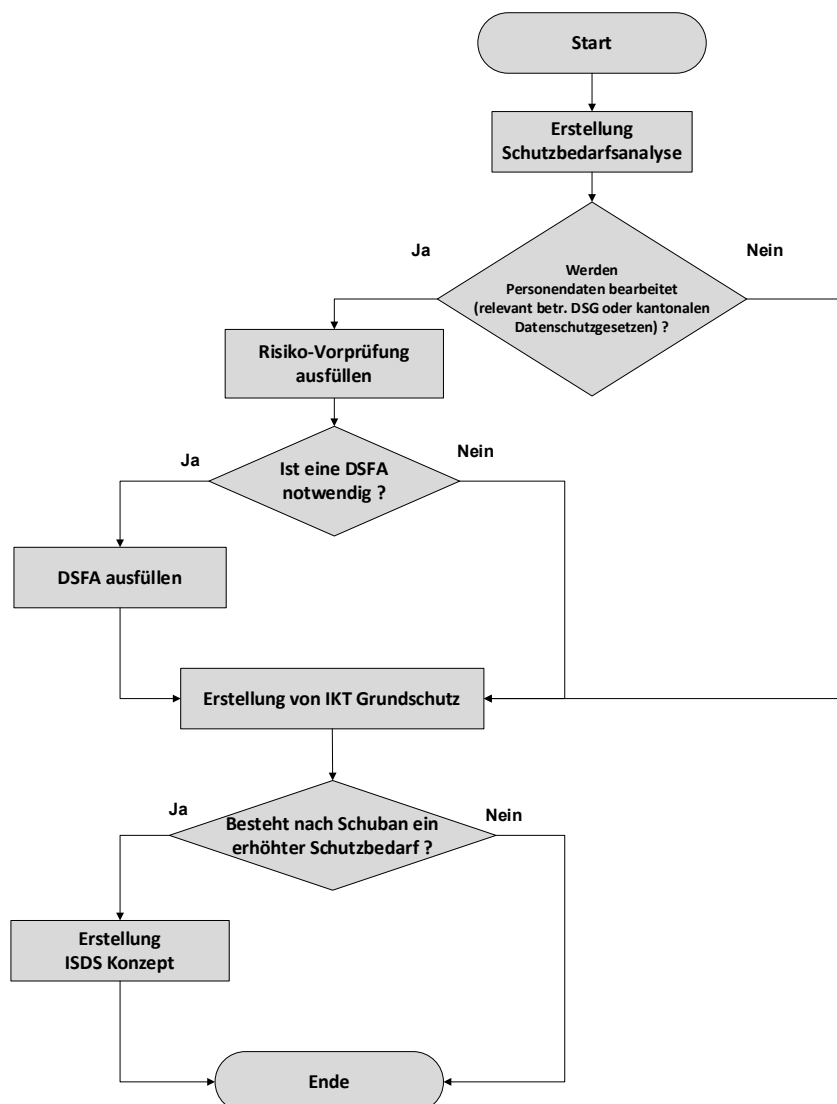 Start
Erstellung
Schutzbedarfsanalyse
Ja
Nein
Werden
Personendaten bearbeitet
(relevant betr. DSG oder kantonalen
Datenschutzgesetzen) ?
Risiko-Vorprüfung
ausfüllen
Ja
Nein
Ist eine DSFA
notwendig ?
DSFA ausfüllen
Erstellung von IKT Grundschutz
Ja
Nein
Besteht nach Schuban ein
erhöhter Schutzbedarf ?
Erstellung
ISDS Konzept
Ende